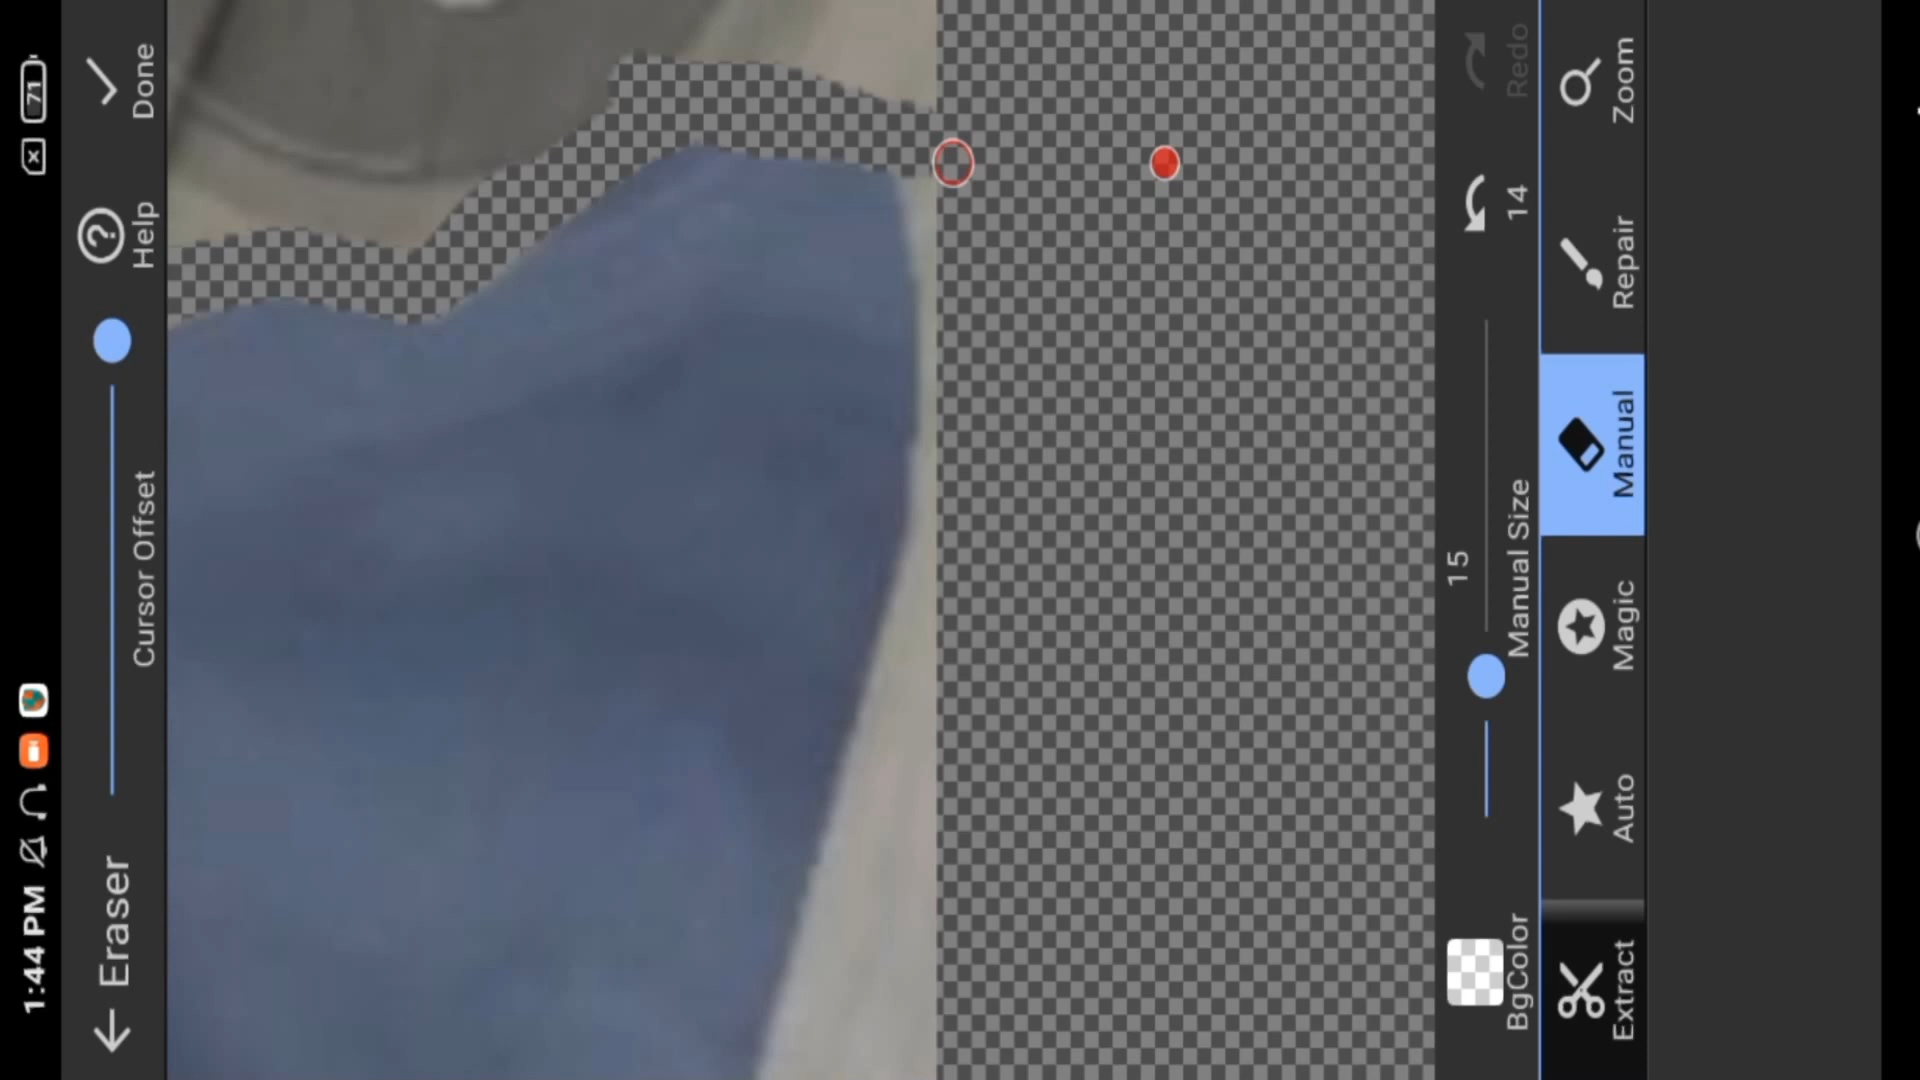 1:44 PM
71
Eraser
Cursor Offset
Help
Done
BgColor
15
Manual Size
14
Redo
Extract
Auto
Magic
Manual
Repair
Zoom